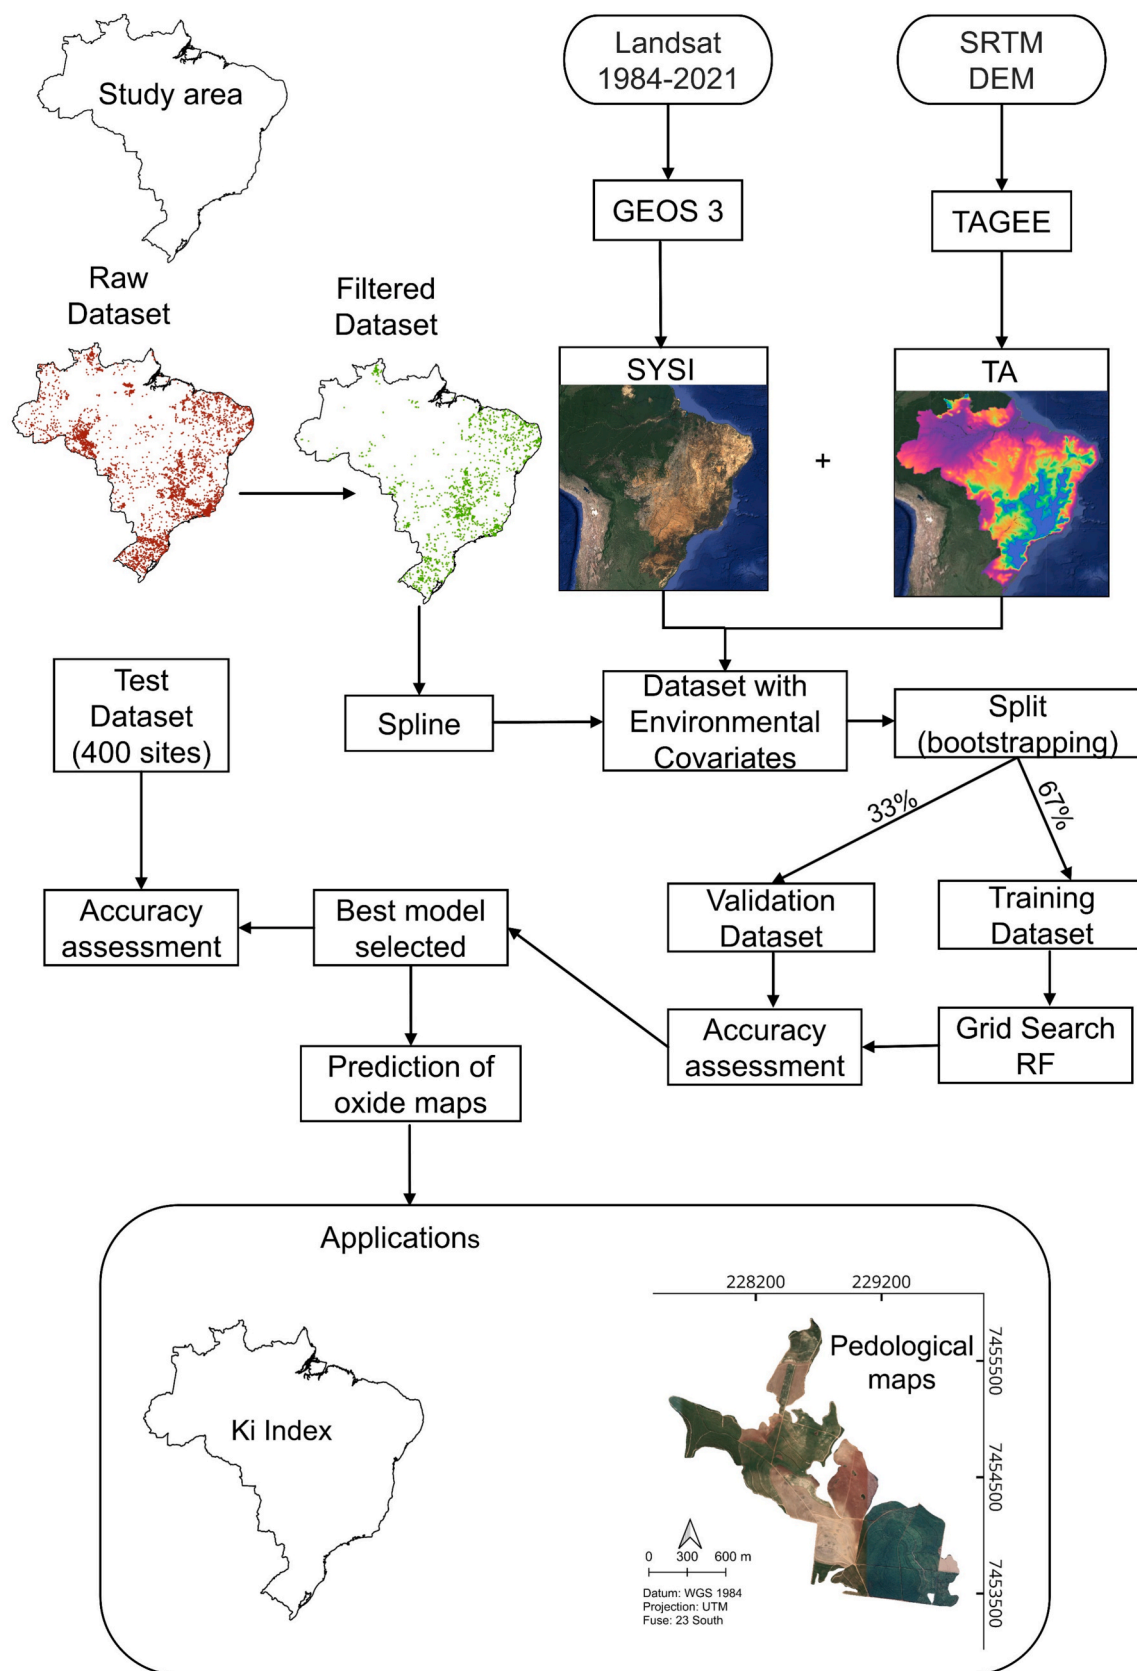 Study area
Landsat
1984-2021
SRTM
DEM
GEOS 3
TAGEE
Raw
Dataset
Filtered
Dataset
SYSI
+
TA
Test
Dataset
(400 sites)
Spline
Dataset with
Environmental
Covariates
Split
(bootstrapping)
33%
67%
Accuracy
assessment
Best model
selected
Validation
Dataset
Training
Dataset
Prediction of
oxide maps
Accuracy
assessment
Grid Search
RF
Applications
Ki Index
228200
229200
Pedological
maps
7455500
7454500
7453500
0 300 600 m
Datum: WGS 1984
Projection: UTM
Fuse: 23 South